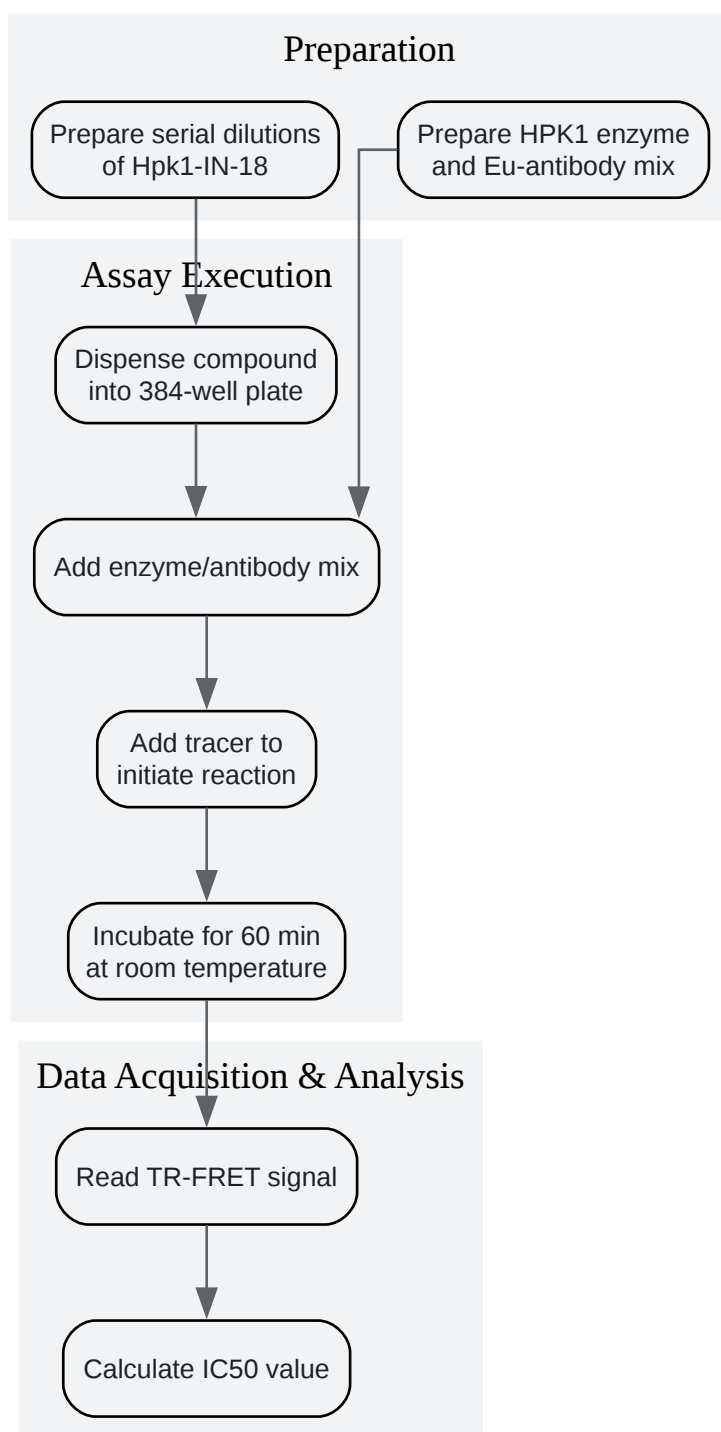 Preparation
Prepare serial dilutions
of Hpk1-IN-18
Prepare HPK1 enzyme
and Eu-antibody mix
Assay Execution
Dispense compound
into 384-well plate
Add enzyme/antibody mix
Add tracer to
initiate reaction
Incubate for 60 min
at room temperature
Data Acquisition & Analysis
Read TR-FRET signal
Calculate IC50 value